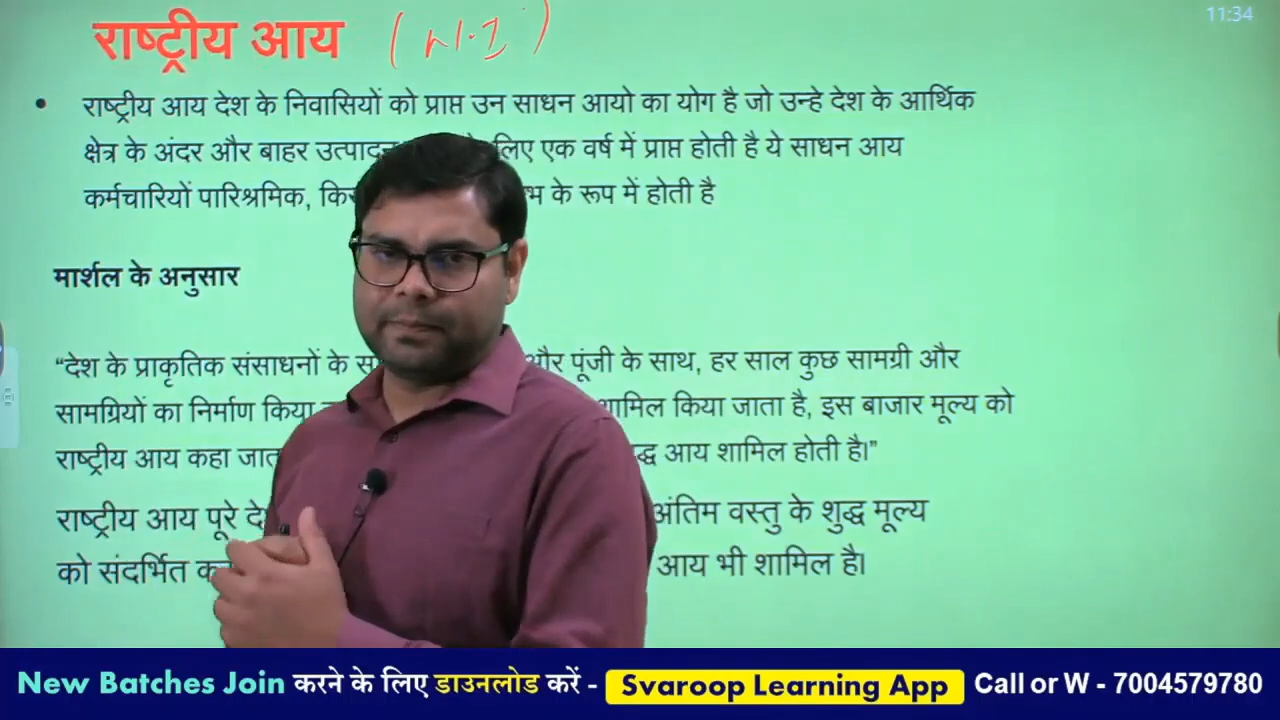 11:34
राष्ट्रीय आय (N.I)
• राष्ट्रीय आय देश के निवासियों को प्राप्त उन साधन आयो का योग है जो उन्हे देश के आर्थिक
क्षेत्र के अंदर और बाहर उत्पादन लिए एक वर्ष में प्राप्त होती है ये साधन आय
कर्मचारियों पारिश्रमिक, के रूप में होती है
मार्शल के अनुसार
“देश के प्राकृतिक संसाधनों के और पूंजी के साथ, हर साल कुछ सामग्री और
सामग्रियों का निर्माण किया शामिल किया जाता है, इस बाजार मूल्य को
राष्ट्रीय आय कहा आय शामिल होती है।”
राष्ट्रीय आय पूरे अंतिम वस्तु के शुद्ध मूल्य
को संदर्भित आय भी शामिल है।
New Batches Join करने के लिए डाउनलोड करें - Svaroop Learning App Call or W - 7004579780